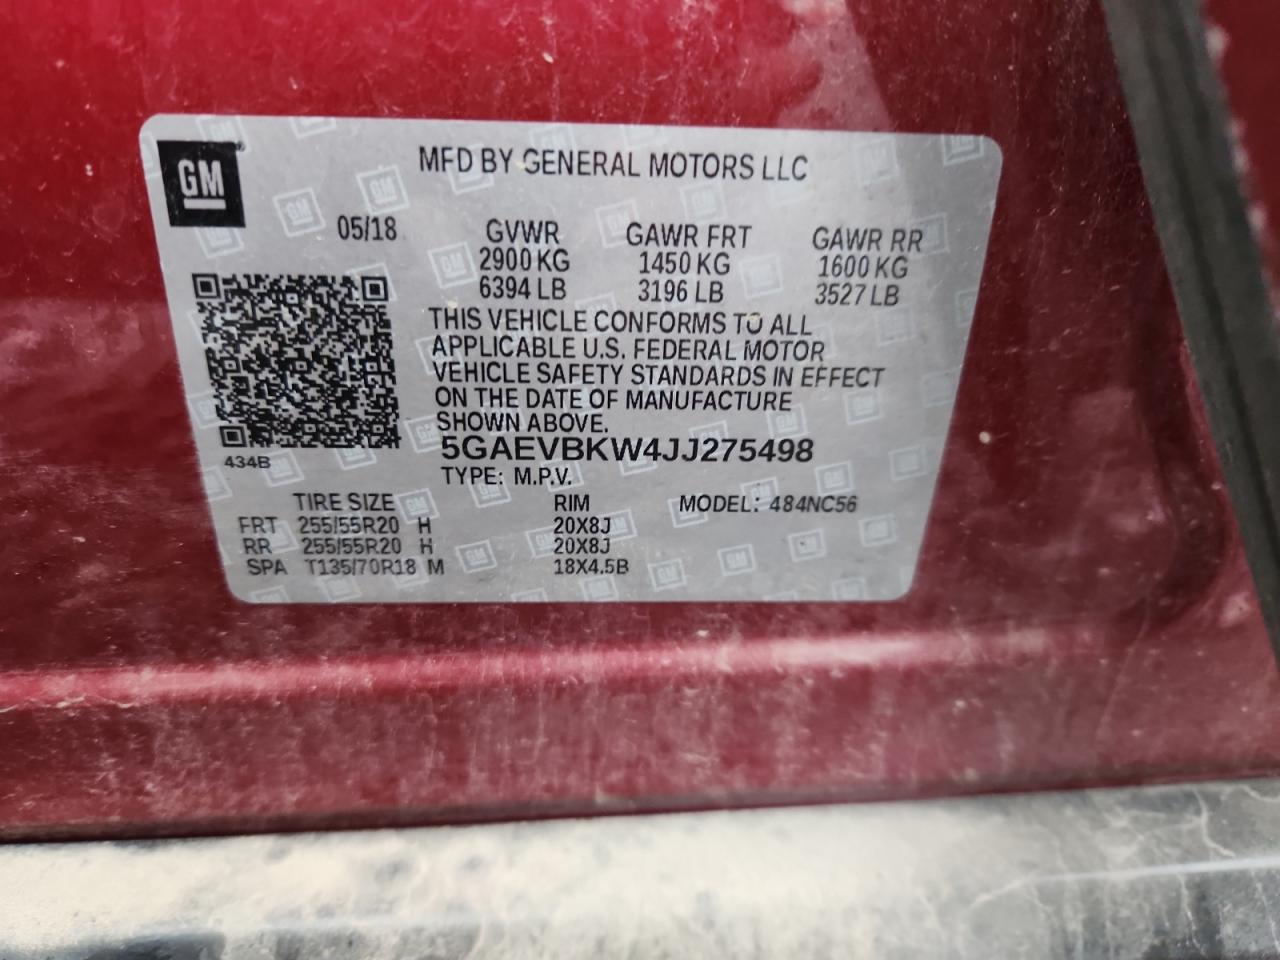 GM
MFD BY GENERAL MOTORS LLC
05/18 GVWR GAWR FRT GAWR RR
2900 KG 1450 KG 1600 KG
6394 LB 3196 LB 3527 LB
THIS VEHICLE CONFORMS TO ALL
APPLICABLE U.S. FEDERAL MOTOR
VEHICLE SAFETY STANDARDS IN EFFECT
ON THE DATE OF MANUFACTURE
SHOWN ABOVE.
434B 5GAEVBKW4JJ275498
TYPE: M.P.V.
TIRE SIZE RIM MODEL: 484NC56
FRT 255/55R20 H 20X8J
RR 255/55R20 H 20X8J
SPA T135/70R18 M 18X4.5B